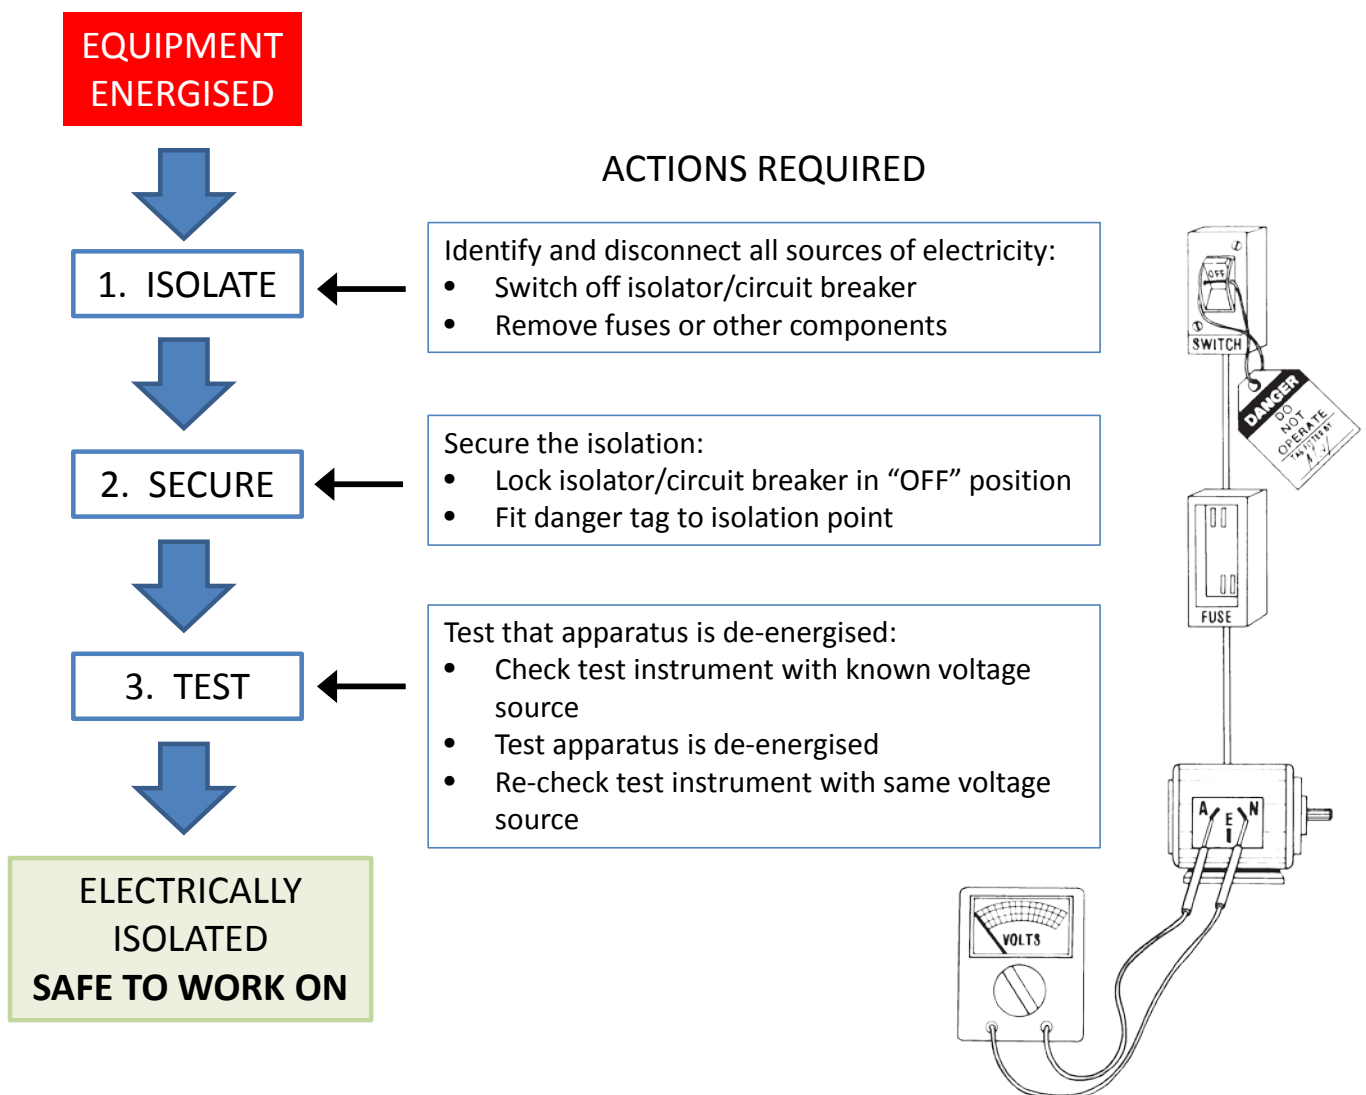 EQUIPMENT
ENERGISED
ACTIONS REQUIRED
1. ISOLATE
Identify and disconnect all sources of electricity:
• Switch off isolator/circuit breaker
• Remove fuses or other components
2. SECURE
Secure the isolation:
• Lock isolator/circuit breaker in “OFF” position
• Fit danger tag to isolation point
3. TEST
Test that apparatus is de-energised:
• Check test instrument with known voltage
source
• Test apparatus is de-energised
• Re-check test instrument with same voltage
source
ELECTRICALLY
ISOLATED
SAFE TO WORK ON
OFF
SWITCH
DANGER
DO
NOT
OPERATE
TAG FITTED BY
FUSE
A E N
VOLTS